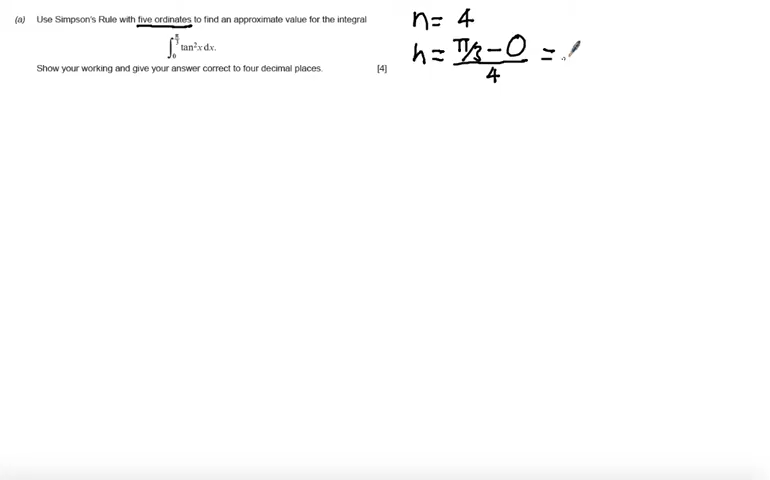 (a) Use Simpson's Rule with five ordinates to find an approximate value for the integral
∫₀^(π/3) tan²x dx.
Show your working and give your answer correct to four decimal places. [4]
n = 4
h = (π/3 − 0)/4 =